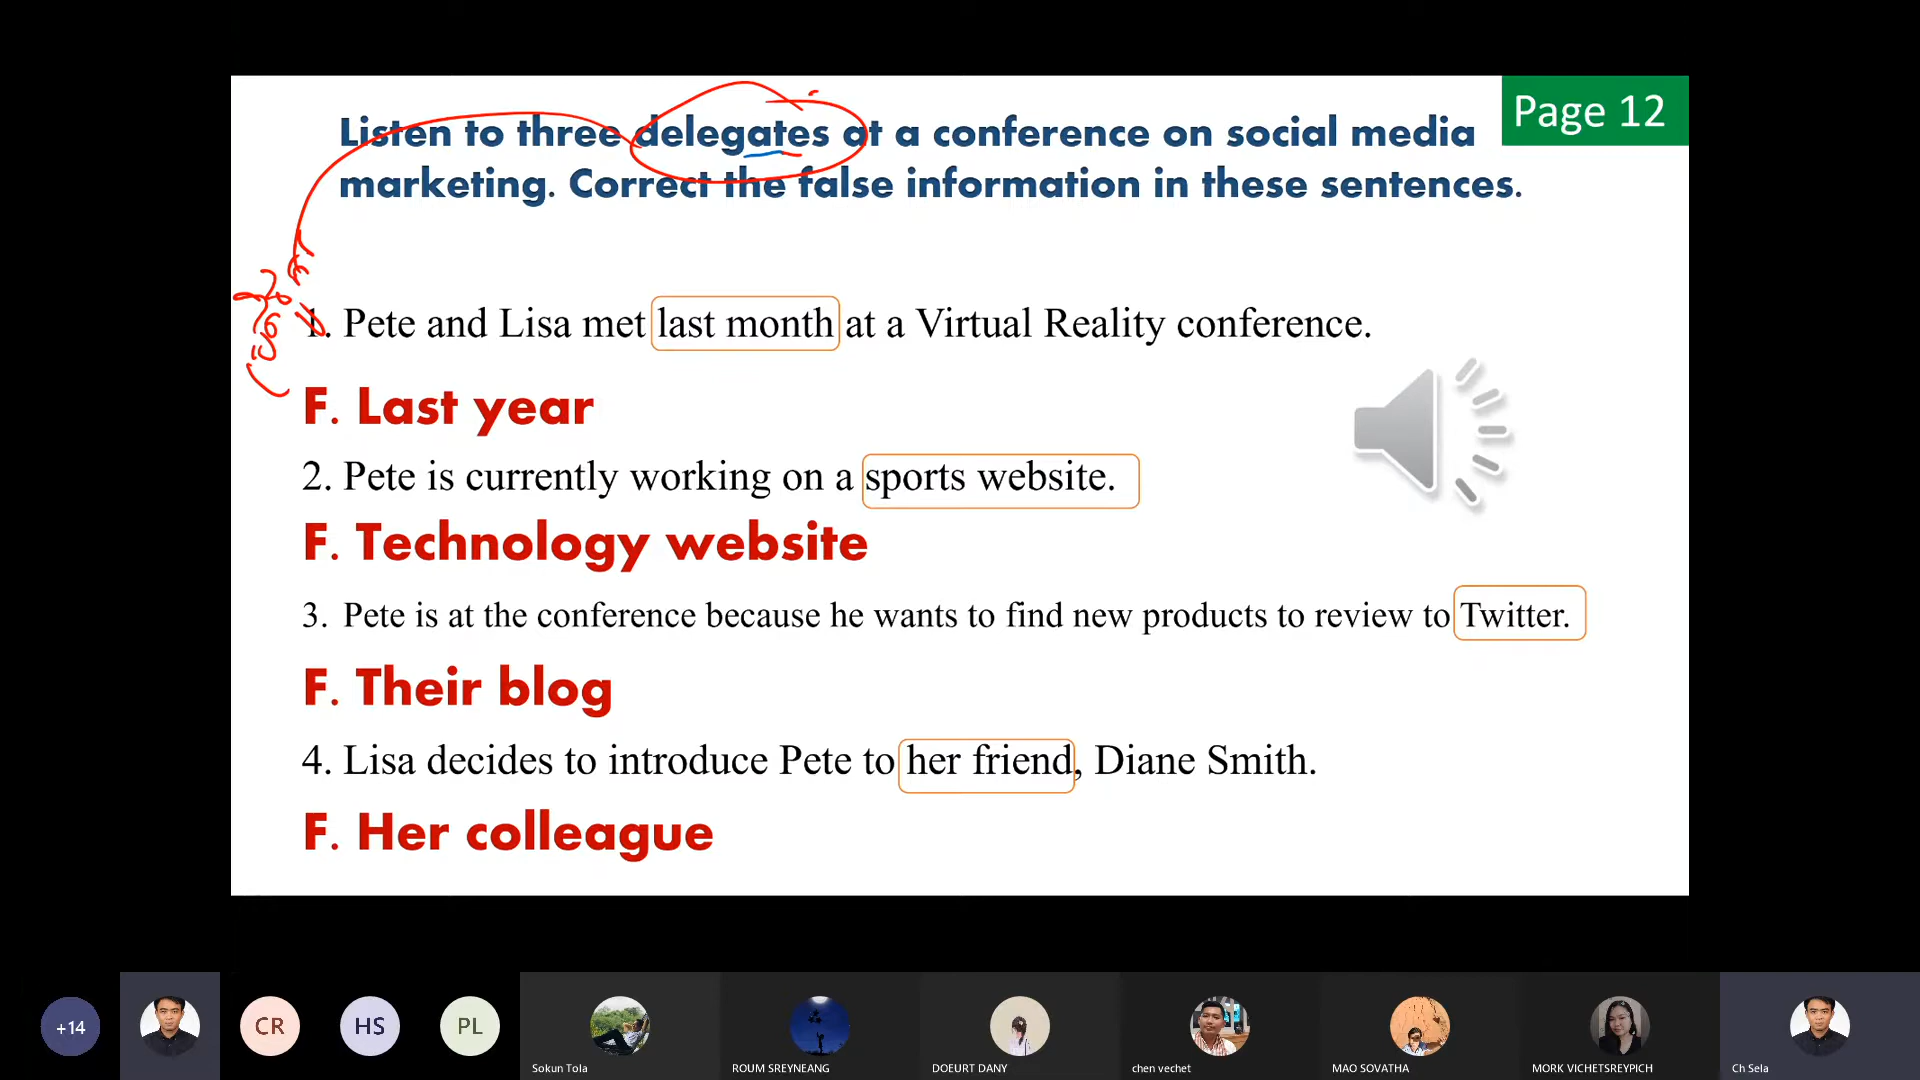 Page 12
Listen to three delegates at a conference on social media
marketing. Correct the false information in these sentences.
1. Pete and Lisa met last month at a Virtual Reality conference.
F. Last year
2. Pete is currently working on a sports website.
F. Technology website
3. Pete is at the conference because he wants to find new products to review to Twitter.
F. Their blog
4. Lisa decides to introduce Pete to her friend, Diane Smith.
F. Her colleague
+14
CR
HS
PL
Sokun Tola
ROUM SREYNEANG
DOEURT DANY
chen vechet
MAO SOVATHA
MORK VICHETSREYPICH
Ch Sela